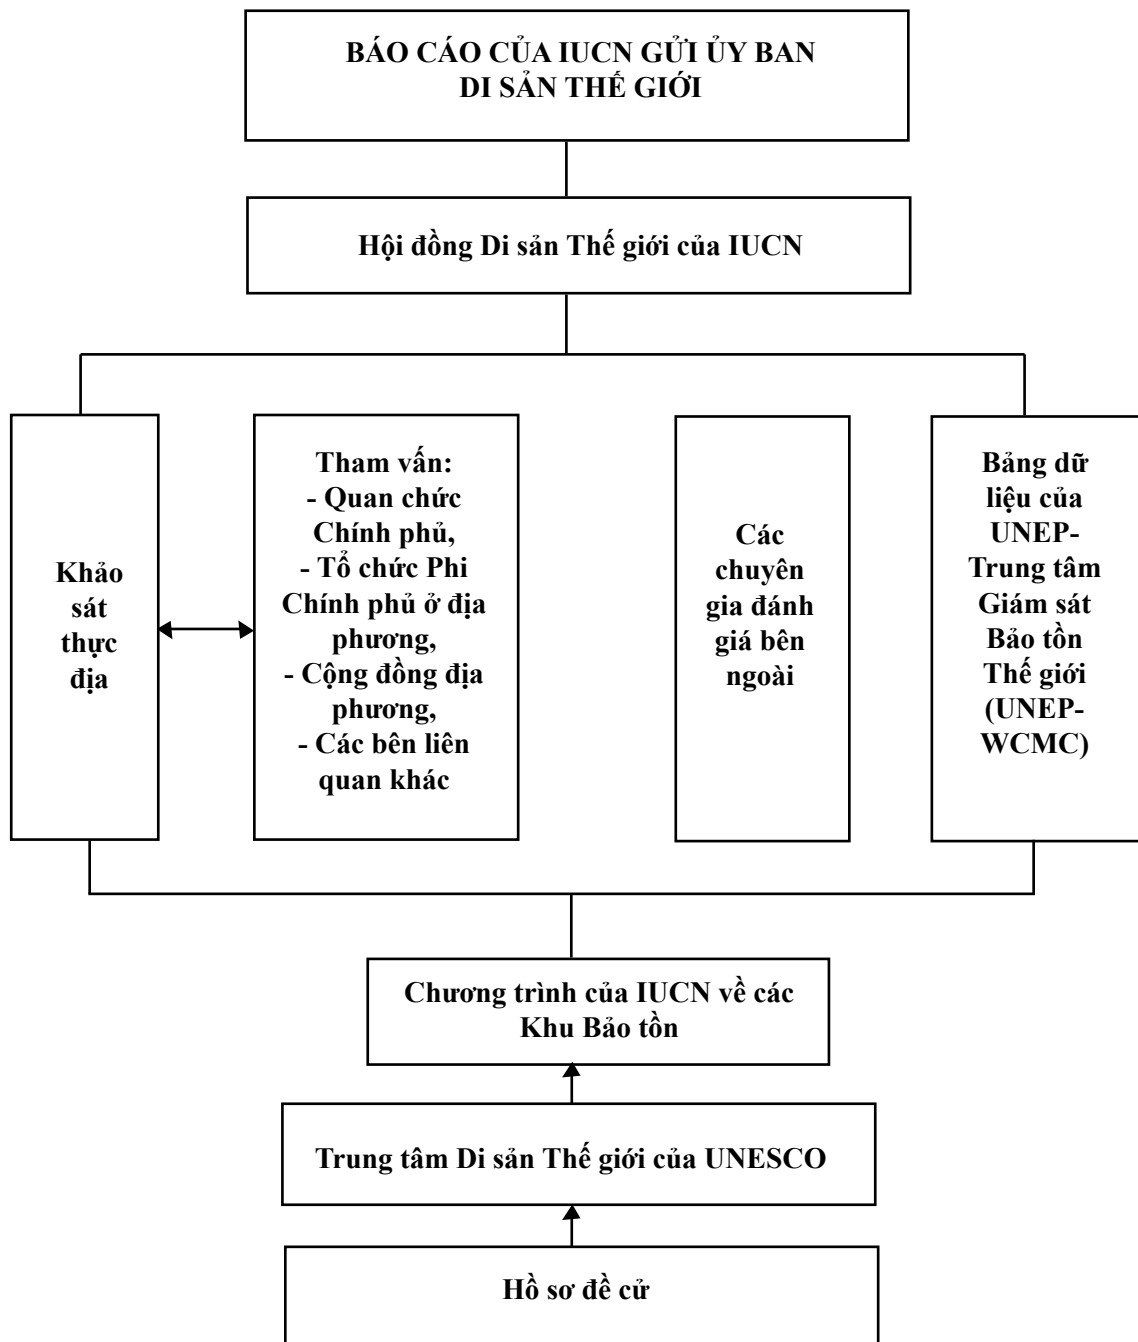 BÁO CÁO CỦA IUCN GỬI ỦY BAN
DI SẢN THẾ GIỚI
Hội đồng Di sản Thế giới của IUCN
Khảo
sát
thực
địa
Tham vấn:
- Quan chức
Chính phủ,
- Tổ chức Phi
Chính phủ ở địa
phương,
- Cộng đồng địa
phương,
- Các bên liên
quan khác
Các
chuyên
gia đánh
giá bên
ngoài
Bảng dữ
liệu của
UNEP-
Trung tâm
Giám sát
Bảo tồn
Thế giới
(UNEP-
WCMC)
Chương trình của IUCN về các
Khu Bảo tồn
Trung tâm Di sản Thế giới của UNESCO
Hồ sơ đề cử